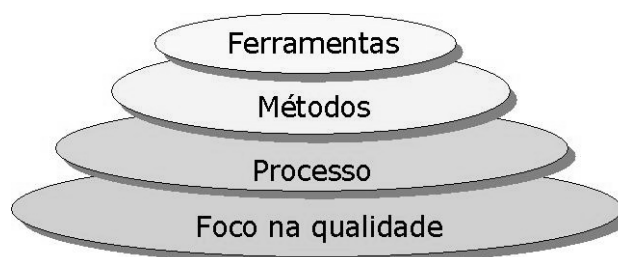 Ferramentas
Métodos
Processo
Foco na qualidade